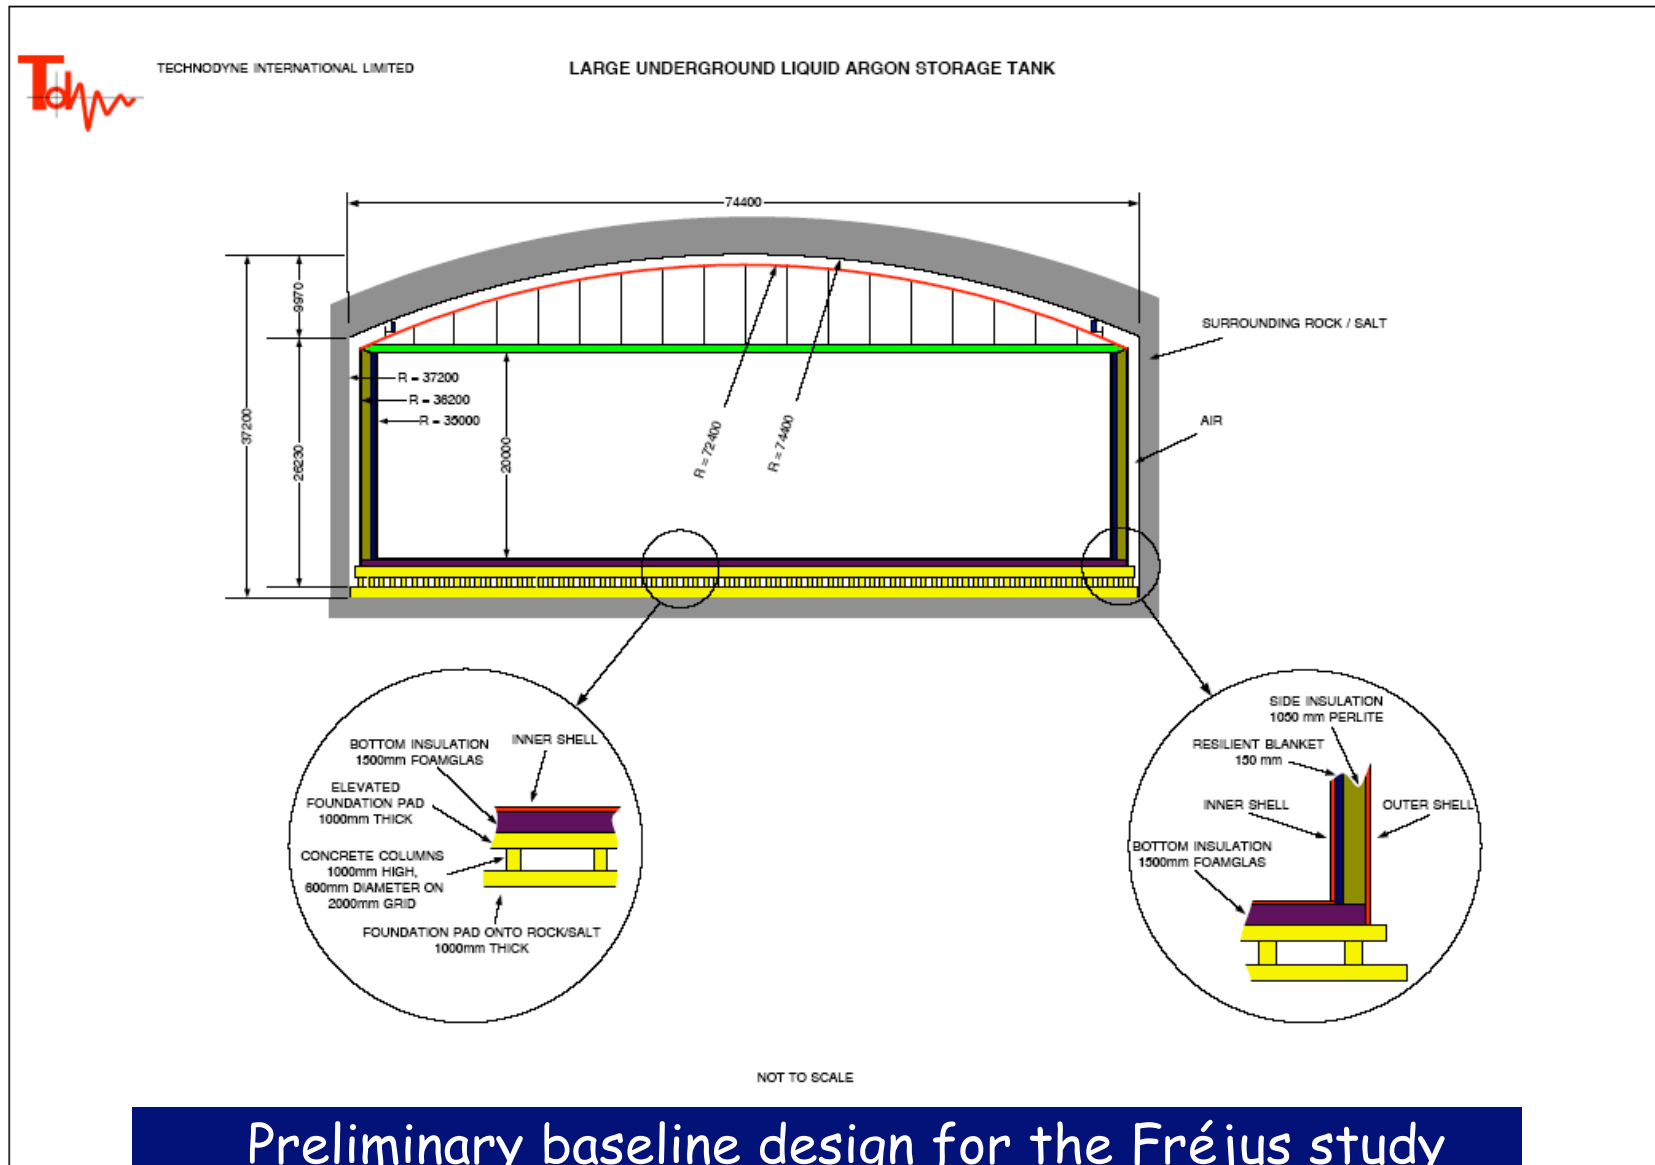 Td
TECHNODYNE INTERNATIONAL LIMITED
LARGE UNDERGROUND LIQUID ARGON STORAGE TANK
74400
9970
37200
26230
R = 37200
R = 36200
R = 35000
20000
R = 72400
R = 74400
SURROUNDING ROCK / SALT
AIR
BOTTOM INSULATION
1500mm FOAMGLAS
INNER SHELL
ELEVATED
FOUNDATION PAD
1000mm THICK
CONCRETE COLUMNS
1000mm HIGH,
600mm DIAMETER ON
2000mm GRID
FOUNDATION PAD ONTO ROCK/SALT
1000mm THICK
SIDE INSULATION
1050 mm PERLITE
RESILIENT BLANKET
150 mm
INNER SHELL
OUTER SHELL
BOTTOM INSULATION
1500mm FOAMGLAS
NOT TO SCALE
Preliminary baseline design for the Fréjus study